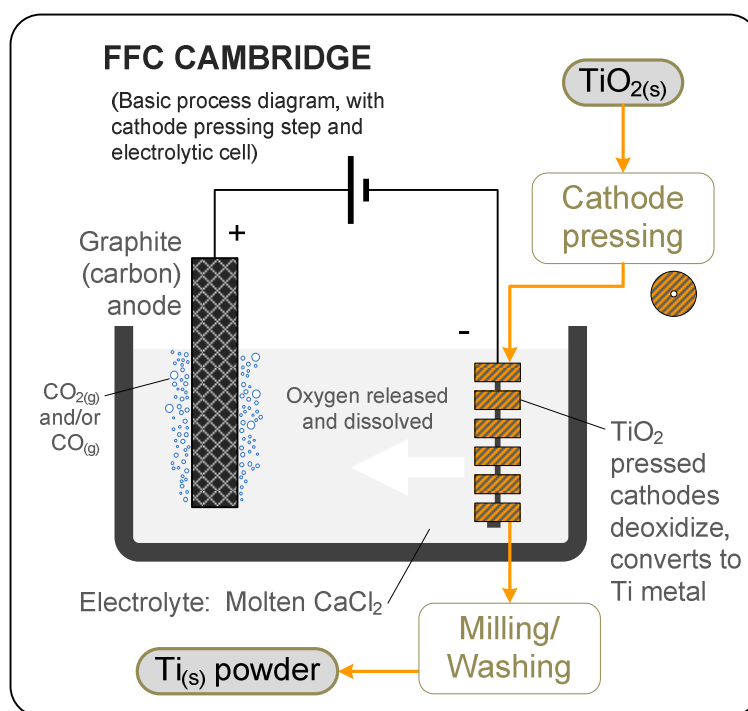 FFC CAMBRIDGE
(Basic process diagram, with
cathode pressing step and
electrolytic cell)
TiO₂(s)
Cathode
pressing
Graphite
(carbon)
anode
+
-
CO₂(g)
and/or
CO(g)
Oxygen released
and dissolved
TiO₂
pressed
cathodes
deoxidize,
converts to
Ti metal
Electrolyte: Molten CaCl₂
Milling/
Washing
Ti(s) powder